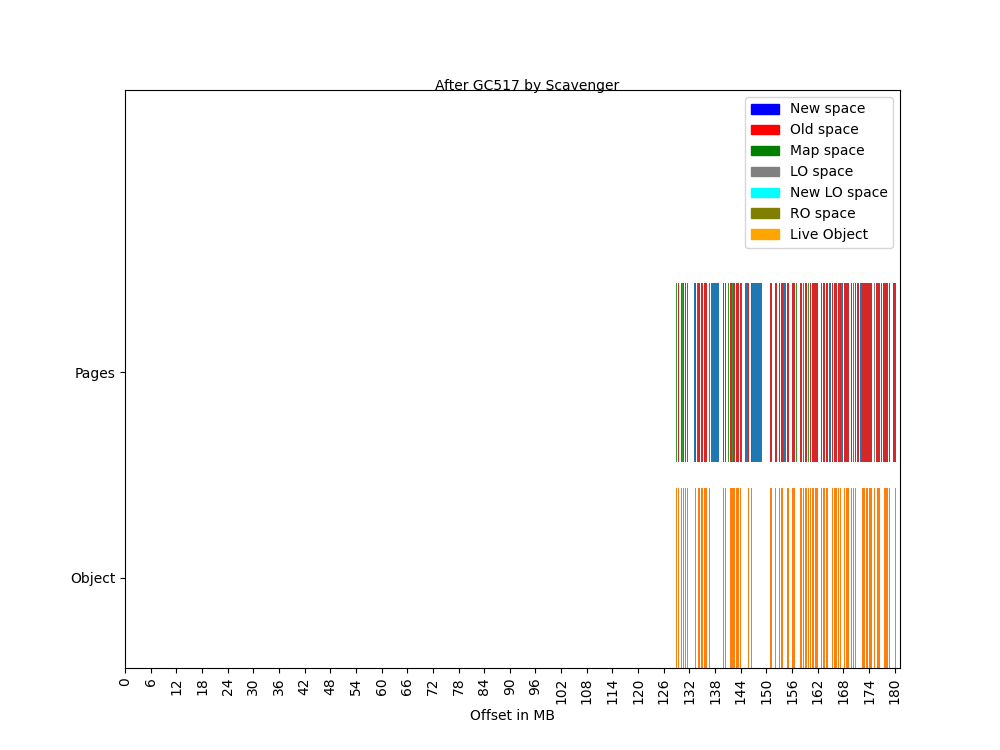 After GC517 by Scavenger
New space
Old space
Map space
LO space
New LO space
RO space
Live Object
Pages
Object
0 6 12 18 24 30 36 42 48 54 60 66 72 78 84 90 96 102 108 114 120 126 132 138 144 150 156 162 168 174 180
Offset in MB